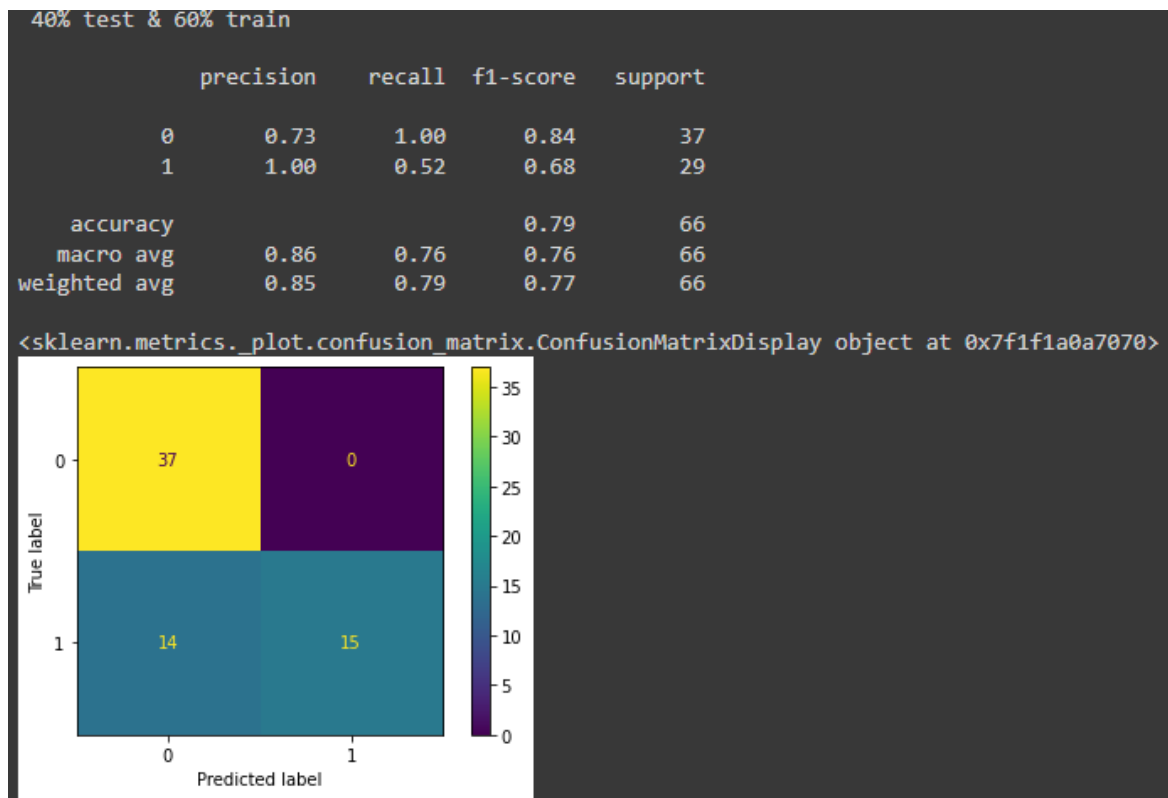 40% test & 60% train
precision recall f1-score support
0 0.73 1.00 0.84 37
1 1.00 0.52 0.68 29
accuracy 0.79 66
macro avg 0.86 0.76 0.76 66
weighted avg 0.85 0.79 0.77 66
<sklearn.metrics._plot.confusion_matrix.ConfusionMatrixDisplay object at 0x7f1f1a0a7070>
35
30
25
20
15
10
5
0
True label
0 37 0
1 14 15
0 1
Predicted label